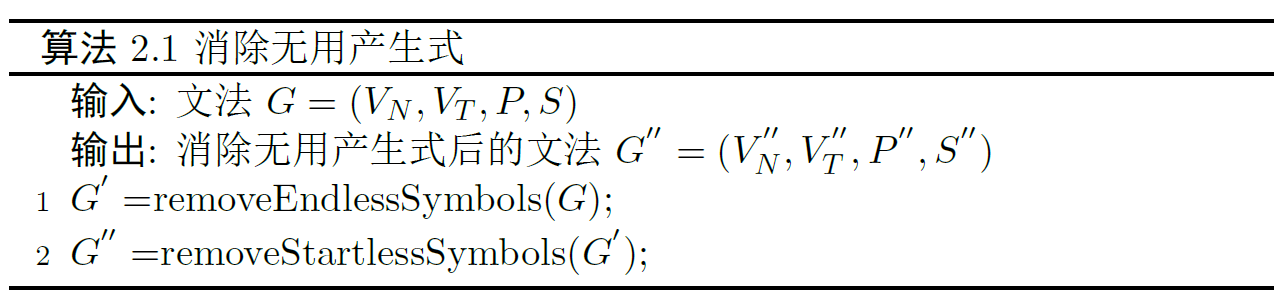 算法 2.1 消除无用产生式
输入: 文法 G = (V_N, V_T, P, S)
输出: 消除无用产生式后的文法 G'' = (V''_N, V''_T, P'', S'')
1 G' =removeEndlessSymbols(G);
2 G'' =removeStartlessSymbols(G');